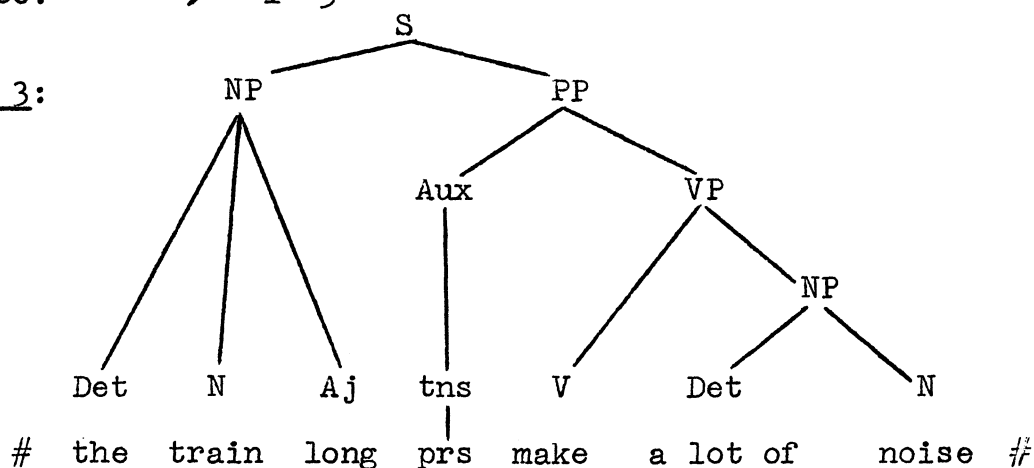 S
3:
NP PP
Aux VP
NP
Det N Aj tns V Det N
# the train long prs make a lot of noise #